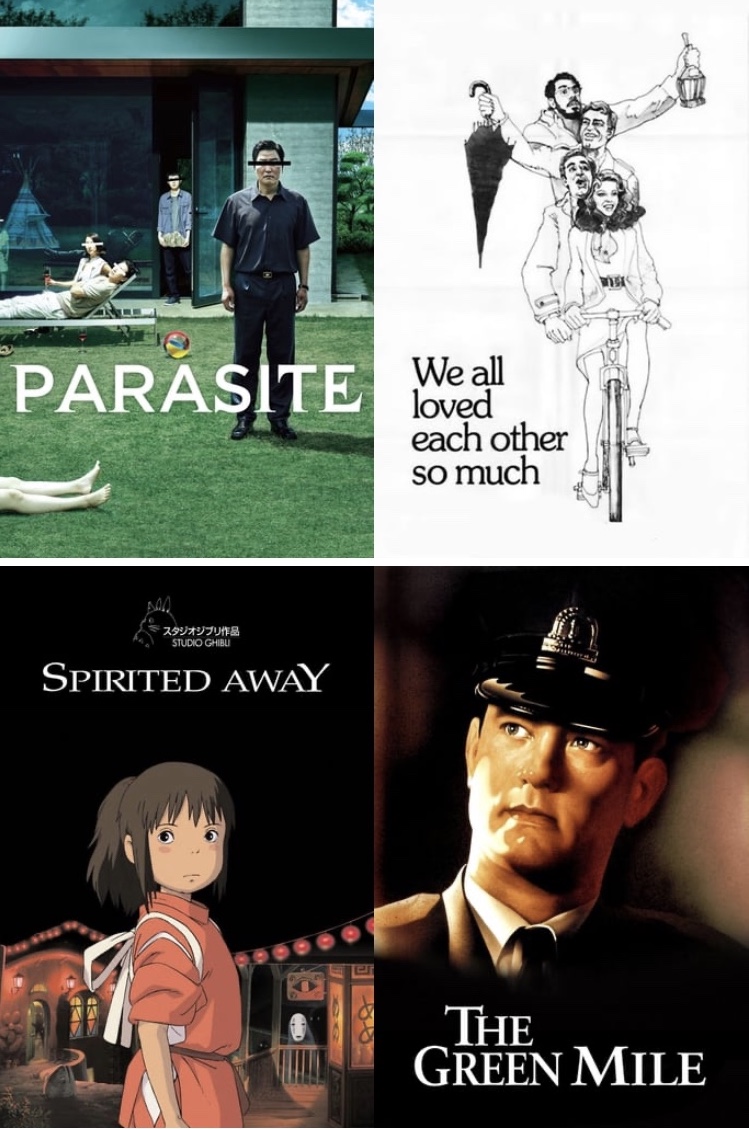 PARASITE
We all
loved
each other
so much
スタジオジブリ作品
STUDIO GHIBLI
SPIRITED AWAY
THE
GREEN MILE